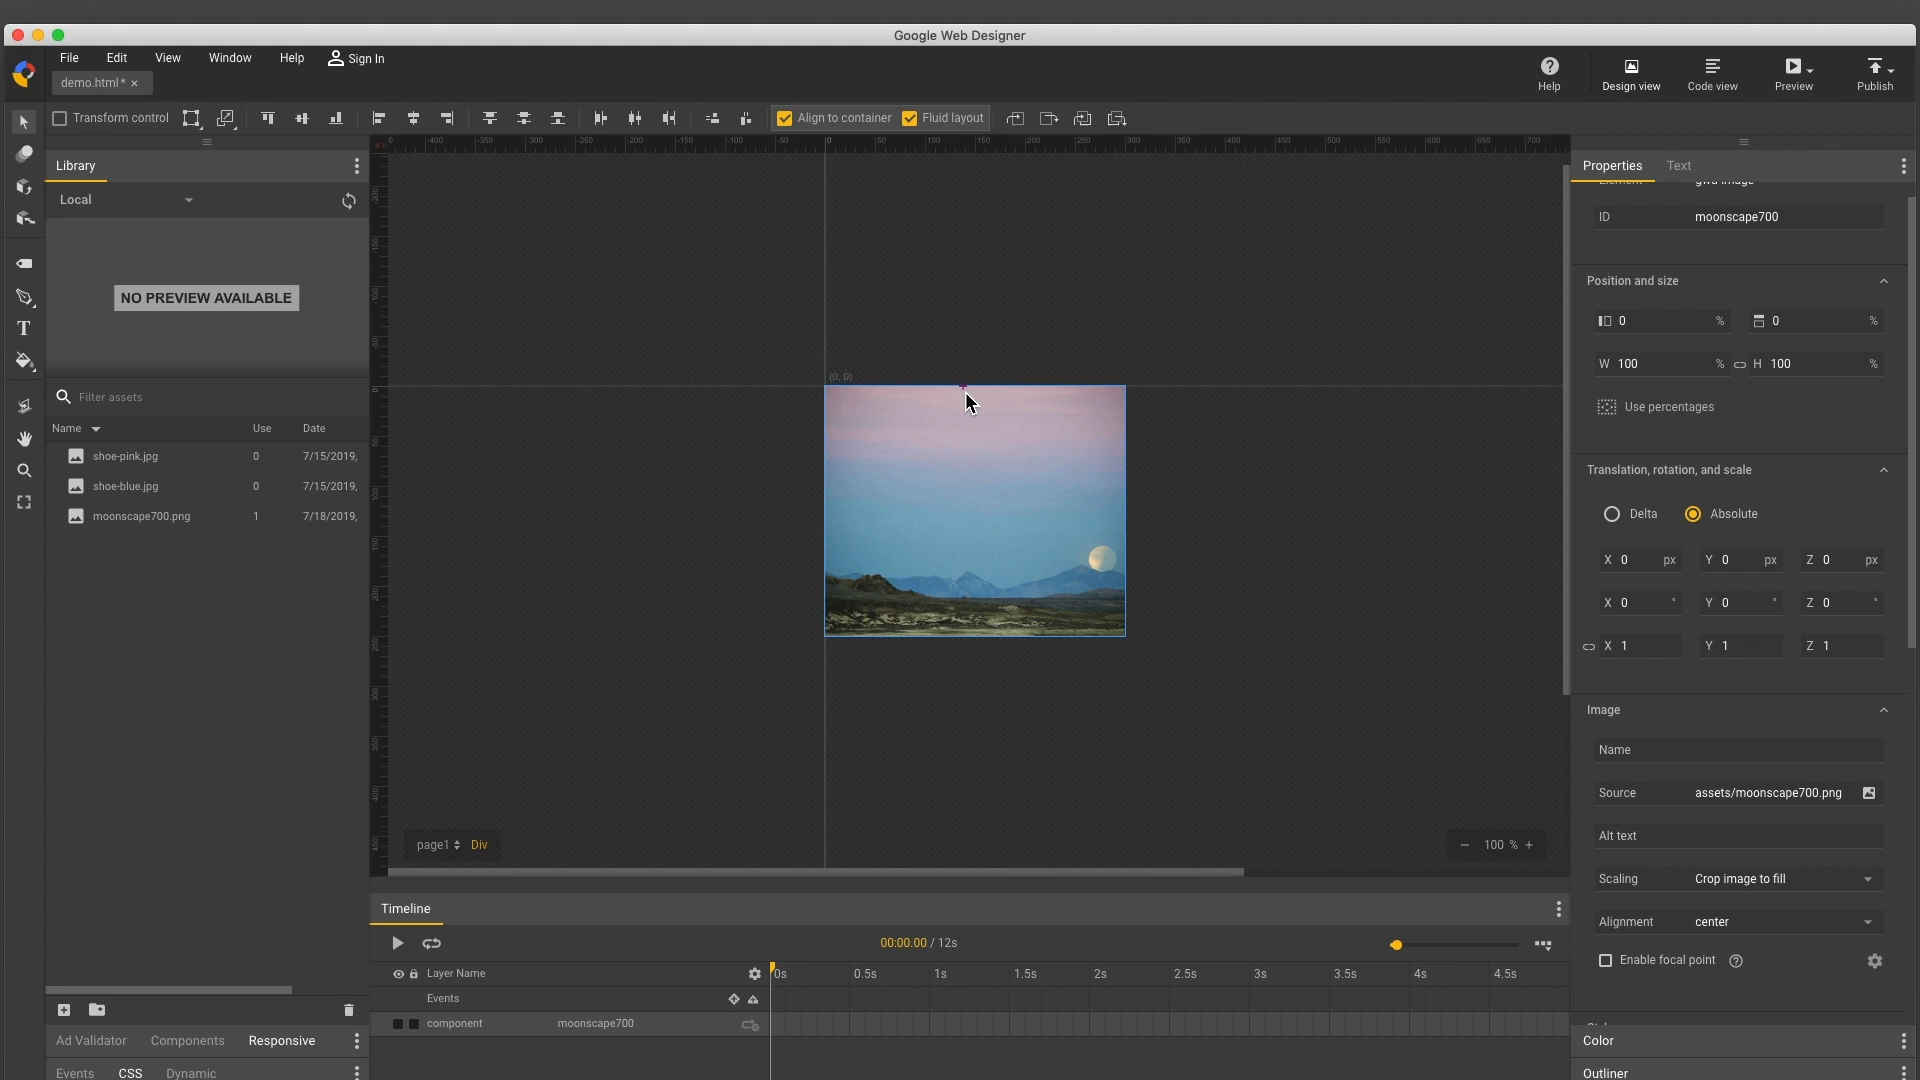 Google Web Designer
File Edit View Window Help Sign In
demo.html* ×
Help Design view Code view Preview Publish
Transform control Align to container Fluid layout
Library
Local
NO PREVIEW AVAILABLE
Filter assets
Name Use Date
shoe-pink.jpg 0 7/15/2019,
shoe-blue.jpg 0 7/15/2019,
moonscape700.png 1 7/18/2019,
Ad Validator Components Responsive
Events CSS Dynamic
(0, 0)
page1 Div
− 100 % +
Timeline
00:00.00 / 12s
Layer Name 0s 0.5s 1s 1.5s 2s 2.5s 3s 3.5s 4s 4.5s
Events
component moonscape700
Properties Text
ID moonscape700
Position and size
0 % 0 %
W 100 % H 100 %
Use percentages
Translation, rotation, and scale
Delta Absolute
X 0 px Y 0 px Z 0 px
X 0 ° Y 0 ° Z 0 °
X 1 Y 1 Z 1
Image
Name
Source assets/moonscape700.png
Alt text
Scaling Crop image to fill
Alignment center
Enable focal point
Color
Outliner